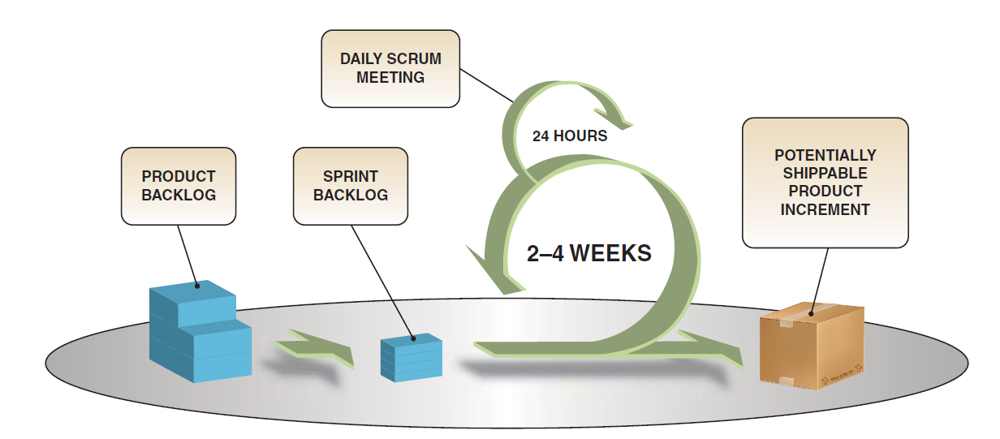 DAILY SCRUM
MEETING
24 HOURS
PRODUCT
BACKLOG
SPRINT
BACKLOG
POTENTIALLY
SHIPPABLE
PRODUCT
INCREMENT
2–4 WEEKS